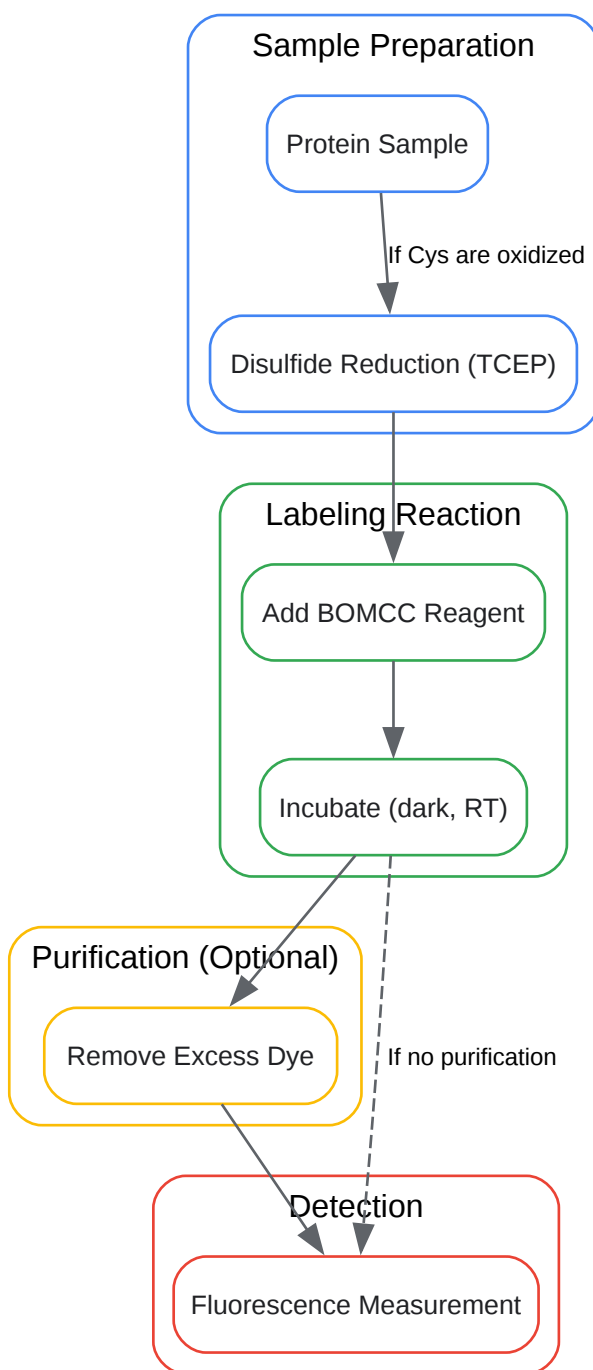 Sample Preparation
Protein Sample
If Cys are oxidized
Disulfide Reduction (TCEP)
Labeling Reaction
Add BOMCC Reagent
Incubate (dark, RT)
Purification (Optional)
Remove Excess Dye
If no purification
Detection
Fluorescence Measurement